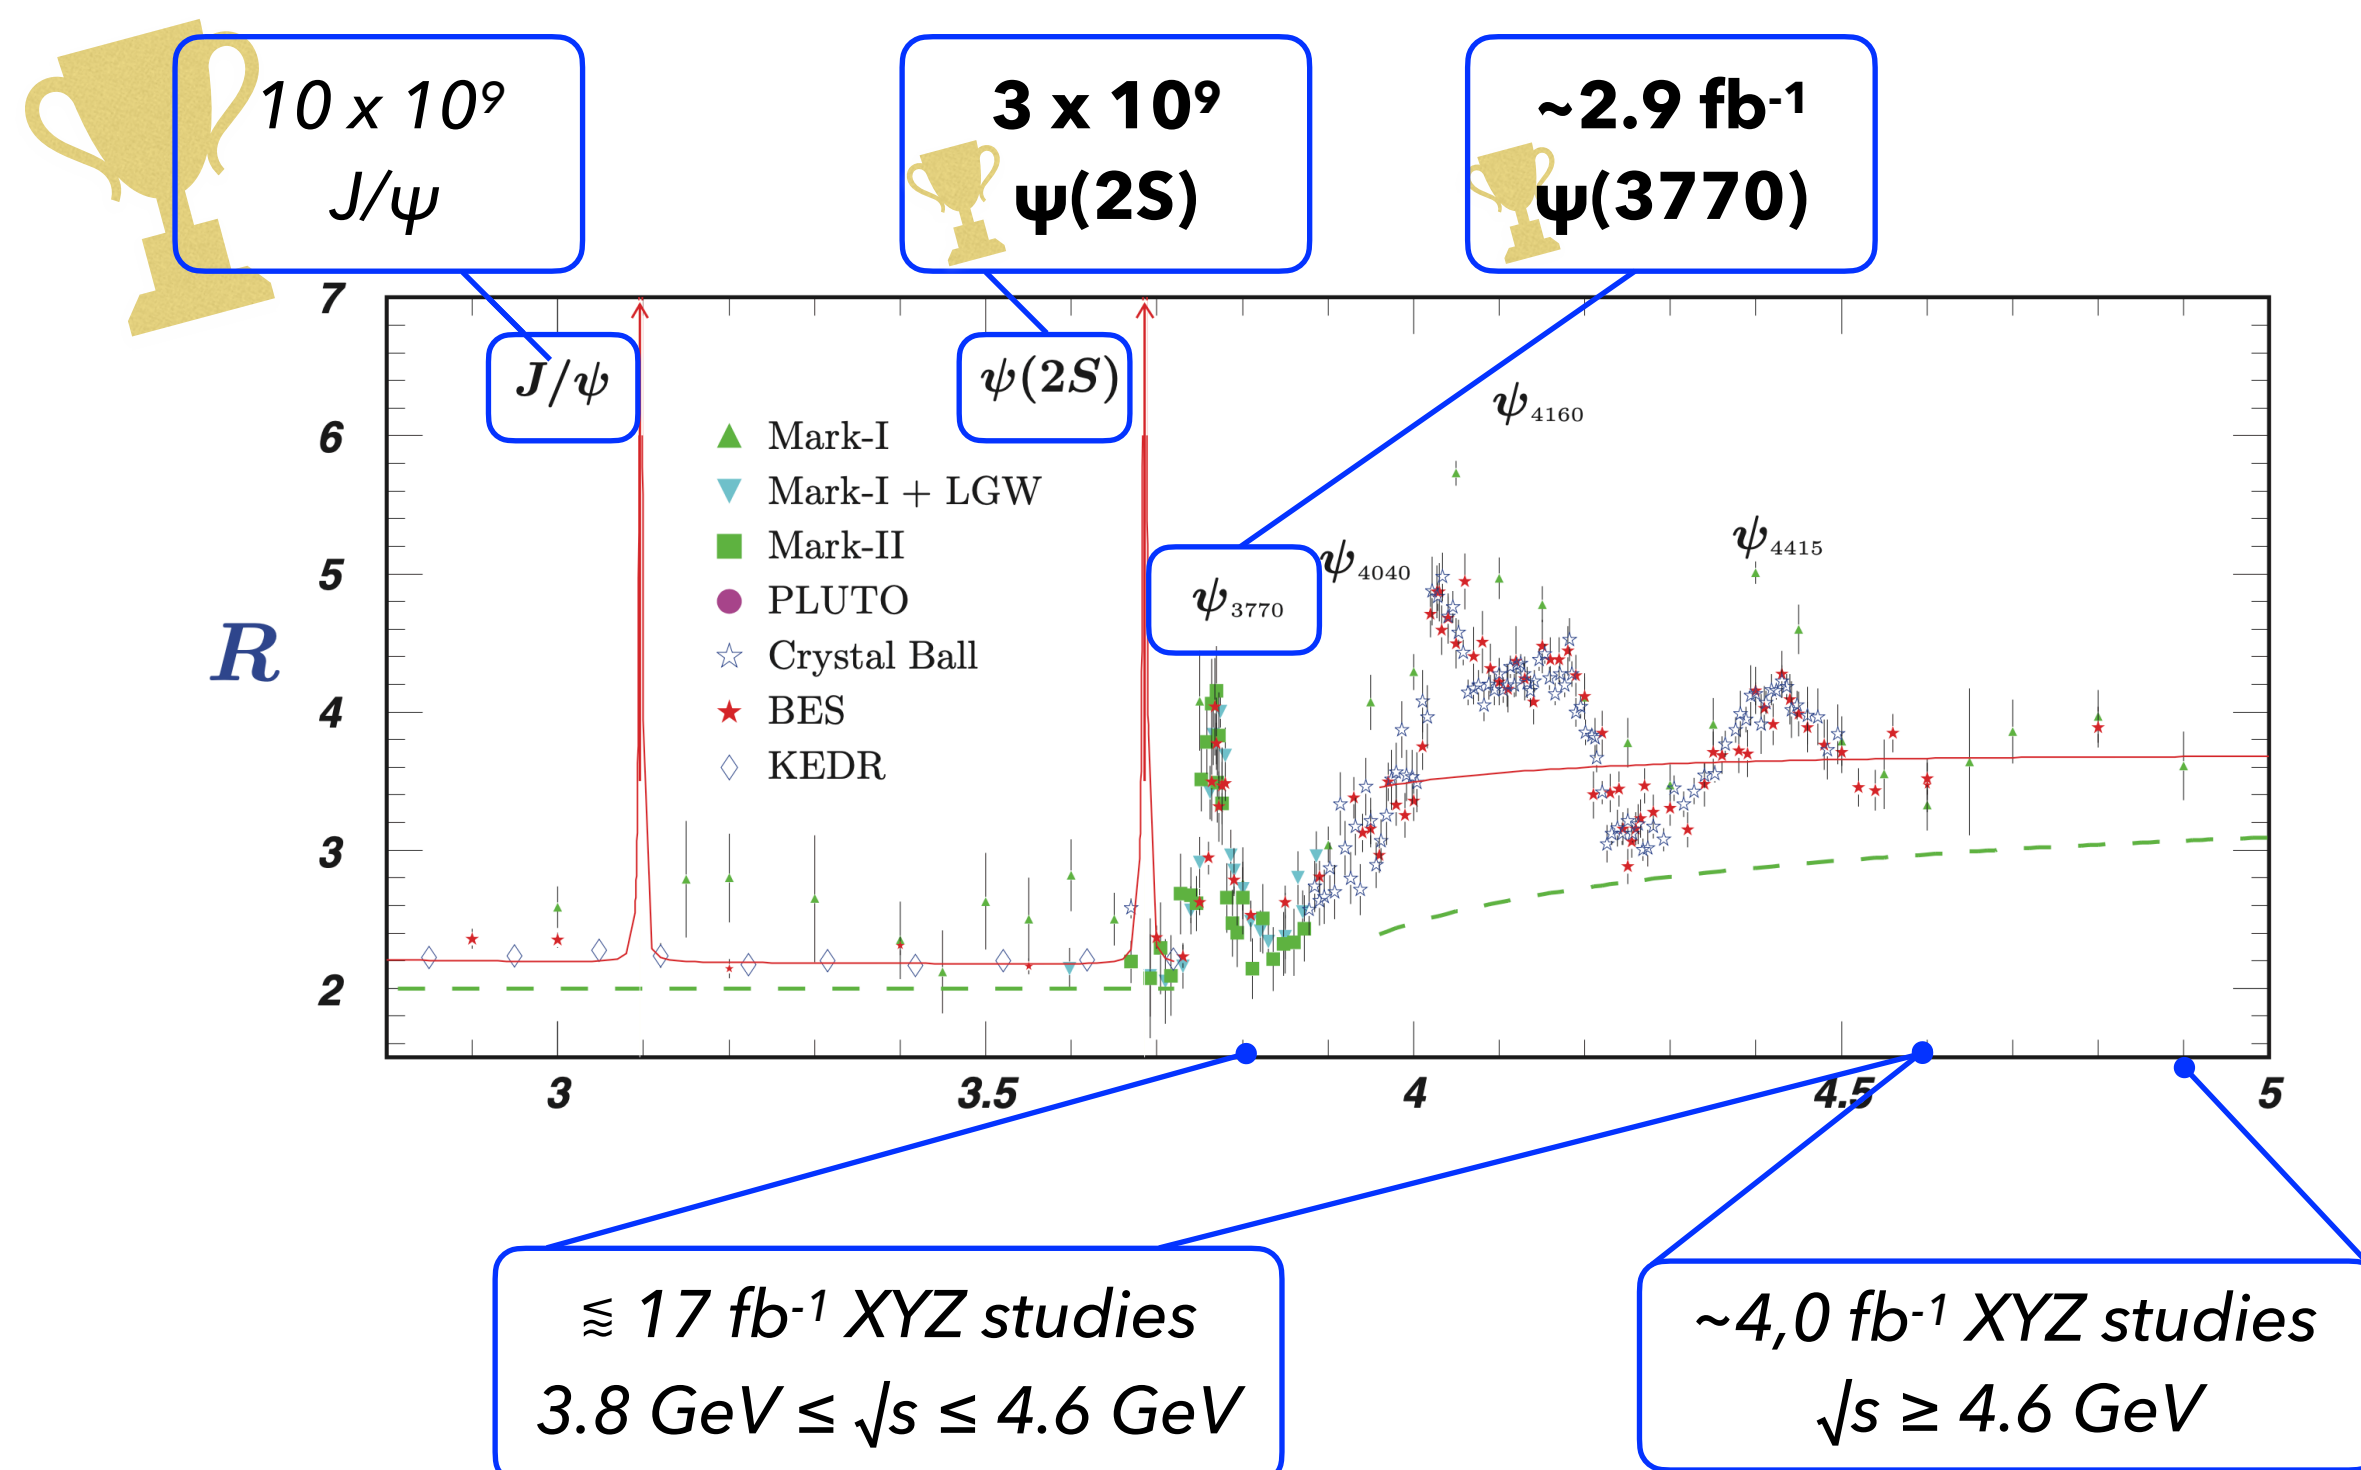 10 x 10⁹
J/ψ
3 x 10⁹
ψ(2S)
~2.9 fb⁻¹
ψ(3770)
7
6
5
4
3
2
R
J/ψ
ψ(2S)
ψ₃₇₇₀
ψ₄₀₄₀
ψ₄₁₆₀
ψ₄₄₁₅
Mark-I
Mark-I + LGW
Mark-II
PLUTO
Crystal Ball
BES
KEDR
3
3.5
4
4.5
5
⪅ 17 fb⁻¹ XYZ studies
3.8 GeV ≤ √s ≤ 4.6 GeV
~4,0 fb⁻¹ XYZ studies
√s ≥ 4.6 GeV